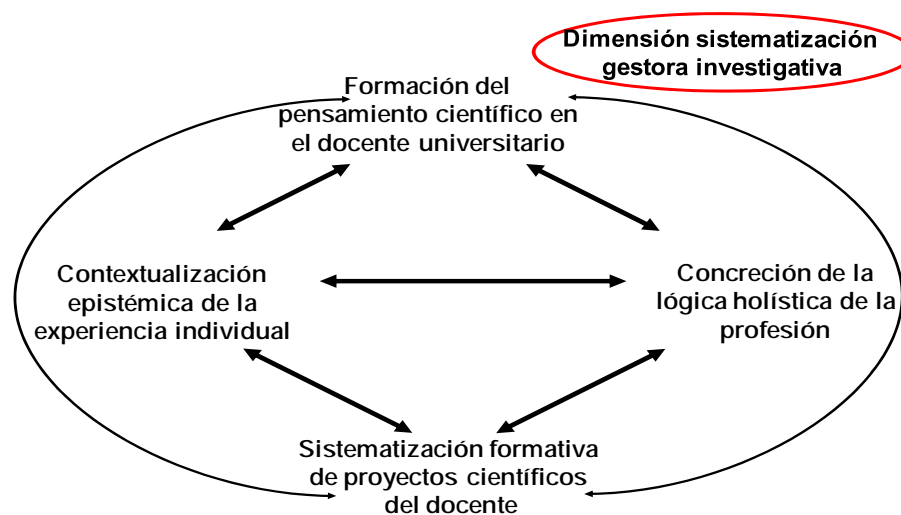 Dimensión sistematización
gestora investigativa
Formación del
pensamiento científico en
el docente universitario
Contextualización
epistémica de la
experiencia individual
Concreción de la
lógica holística de la
profesión
Sistematización formativa
de proyectos científicos
del docente